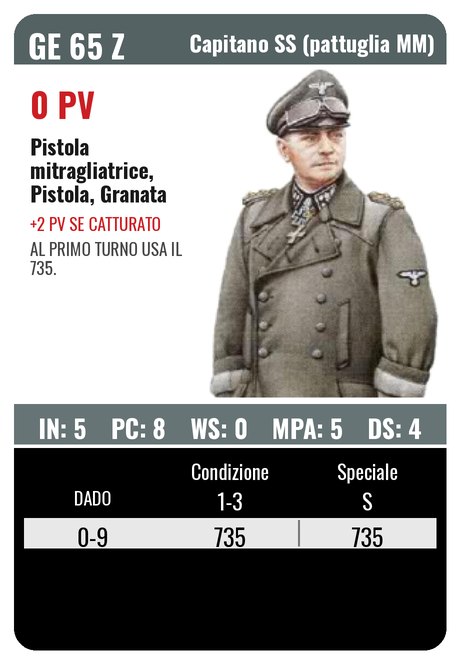 GE 65 Z
Capitano SS (pattuglia MM)
0 PV
Pistola
mitragliatrice,
Pistola, Granata
+2 PV SE CATTURATO
AL PRIMO TURNO USA IL
735.
IN: 5 PC: 8 WS: 0 MPA: 5 DS: 4
Condizione Speciale
DADO 1-3 S
0-9 735 735